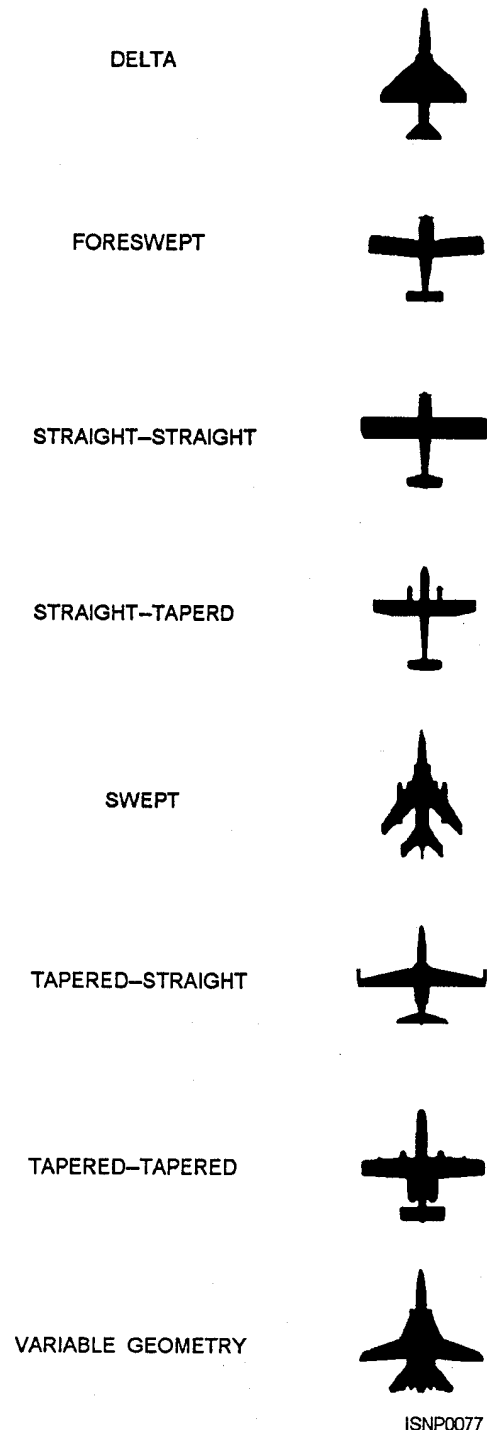 DELTA
FORESWEPT
STRAIGHT–STRAIGHT
STRAIGHT–TAPERD
SWEPT
TAPERED–STRAIGHT
TAPERED–TAPERED
VARIABLE GEOMETRY
ISNP0077